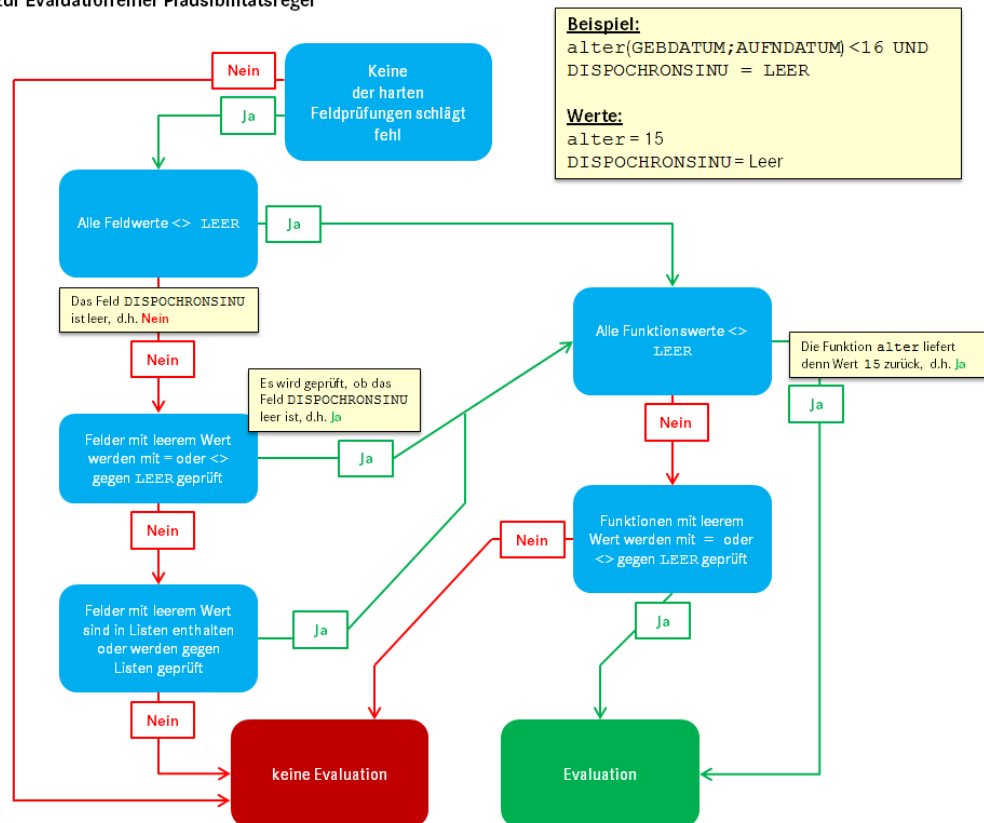 zur Evaluation einer Plausibilitätsregel
Beispiel:
alter(GEBDATUM;AUFNDATUM)<16 UND
DISPOCHRONSINU = LEER
Werte:
alter = 15
DISPOCHRONSINU = Leer
Nein
Ja
Keine
der harten
Feldprüfungen schlägt
fehl
Alle Feldwerte <> LEER
Ja
Das Feld DISPOCHRONSINU
ist leer, d.h. Nein
Nein
Alle Funktionswerte <>
LEER
Die Funktion alter liefert
denn Wert 15 zurück, d.h. Ja
Ja
Es wird geprüft, ob das
Feld DISPOCHRONSINU
leer ist, d.h. Ja
Nein
Felder mit leerem Wert
werden mit = oder <>
gegen LEER geprüft
Ja
Nein
Nein
Funktionen mit leerem
Wert werden mit = oder
<> gegen LEER geprüft
Felder mit leerem Wert
sind in Listen enthalten
oder werden gegen
Listen geprüft
Ja
Ja
Nein
keine Evaluation
Evaluation